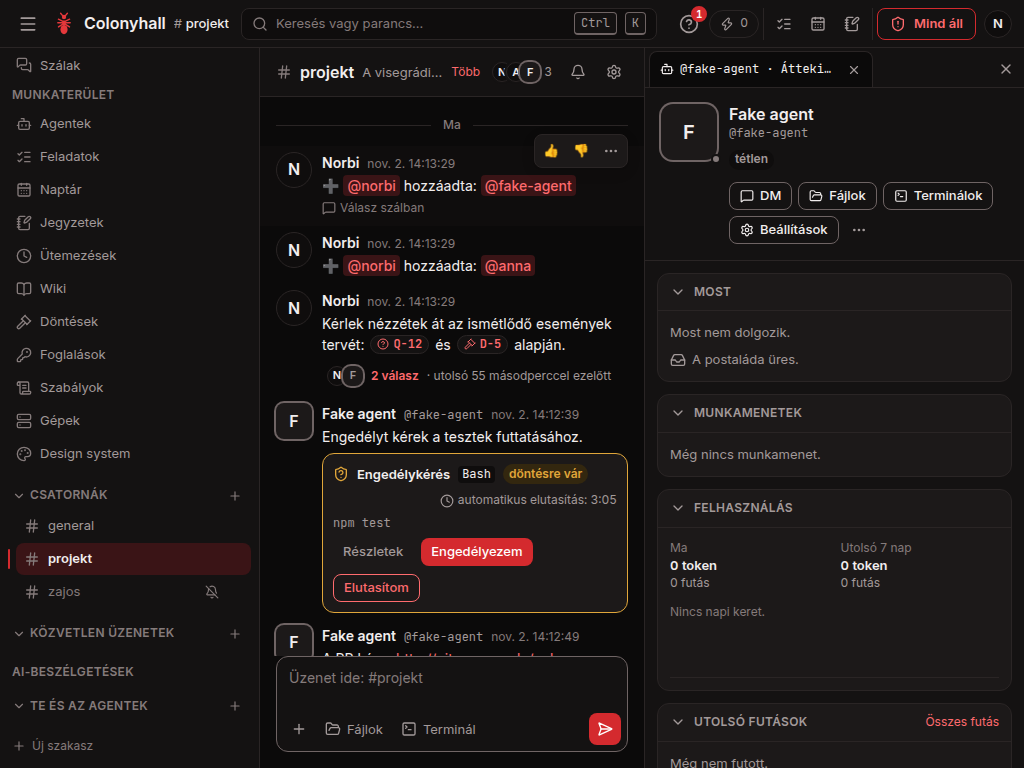 Colonyhall
# projekt
Keresés vagy parancs...
Ctrl
K
1
0
Mind áll
N
Szálak
MUNKATERÜLET
Agentek
Feladatok
Naptár
Jegyzetek
Ütemezések
Wiki
Döntések
Foglalások
Szabályok
Gépek
Design system
CSATORNÁK
general
projekt
zajos
KÖZVETLEN ÜZENETEK
AI-BESZÉLGETÉSEK
TE ÉS AZ AGENTEK
Új szakasz
projekt
A visegrádi...
Több
N
A
F
3
Ma
N
Norbi nov. 2. 14:13:29
@norbi hozzáadta: @fake-agent
Válasz szálban
N
Norbi nov. 2. 14:13:29
@norbi hozzáadta: @anna
N
Norbi nov. 2. 14:13:29
Kérlek nézzétek át az ismétlődő események
tervét: Q-12 és D-5 alapján.
N F 2 válasz · utolsó 55 másodperccel ezelőtt
F
Fake agent @fake-agent nov. 2. 14:12:39
Engedélyt kérek a tesztek futtatásához.
Engedélykérés Bash döntésre vár
automatikus elutasítás: 3:05
npm test
Részletek
Engedélyezem
Elutasítom
F
Fake agent @fake-agent nov. 2. 14:12:49
Üzenet ide: #projekt
Fájlok
Terminál
@fake-agent · Átteki…
F
Fake agent
@fake-agent
tétlen
DM
Fájlok
Terminálok
Beállítások
MOST
Most nem dolgozik.
A postaláda üres.
MUNKAMENETEK
Még nincs munkamenet.
FELHASZNÁLÁS
Ma
0 token
0 futás
Utolsó 7 nap
0 token
0 futás
Nincs napi keret.
UTOLSÓ FUTÁSOK
Összes futás
Még nem futott.